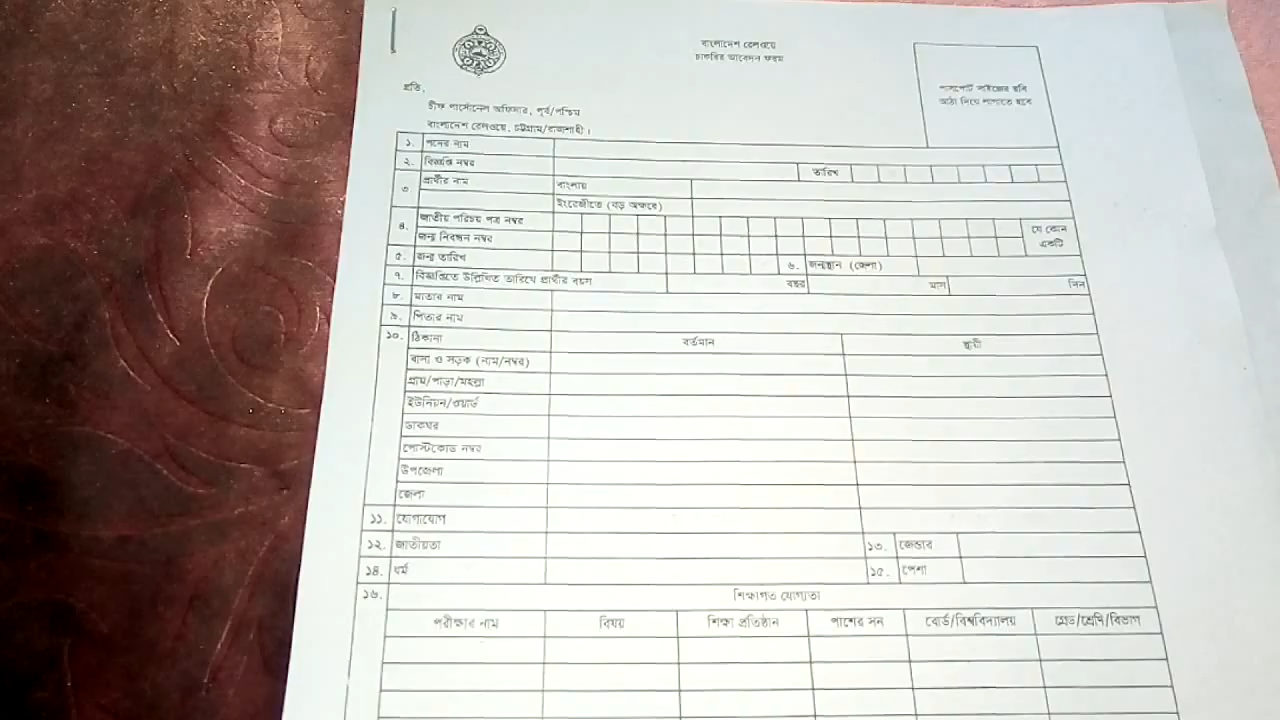 বাংলাদেশ রেলওয়ে
চাকরির আবেদন ফরম
পাসপোর্ট সাইজের ছবি
আঠা দিয়ে লাগাতে হবে
প্রতি,
চীফ পার্সোনেল অফিসার, পূর্ব/পশ্চিম
বাংলাদেশ রেলওয়ে, চট্টগ্রাম/রাজশাহী।
১. পদের নাম
২. বিজ্ঞপ্তি নম্বর তারিখ
৩. প্রার্থীর নাম বাংলায়
ইংরেজীতে (বড় অক্ষরে)
৪. জাতীয় পরিচয় পত্র নম্বর যে কোন
জন্ম নিবন্ধন নম্বর একটি
৫. জন্ম তারিখ ৬. জন্মস্থান (জেলা)
৭. বিজ্ঞপ্তিতে উল্লিখিত তারিখে প্রার্থীর বয়স বছর মাস দিন
৮. মাতার নাম
৯. পিতার নাম
১০. ঠিকানা বর্তমান স্থায়ী
বাসা ও সড়ক (নাম/নম্বর)
গ্রাম/পাড়া/মহল্লা
ইউনিয়ন/ওয়ার্ড
ডাকঘর
পোস্টকোড নম্বর
উপজেলা
জেলা
১১. যোগাযোগ
১২. জাতীয়তা ১৩. জেন্ডার
১৪. ধর্ম ১৫. পেশা
১৬. শিক্ষাগত যোগ্যতা
পরীক্ষার নাম বিষয় শিক্ষা প্রতিষ্ঠান পাশের সন বোর্ড/বিশ্ববিদ্যালয় গ্রেড/শ্রেণি/বিভাগ